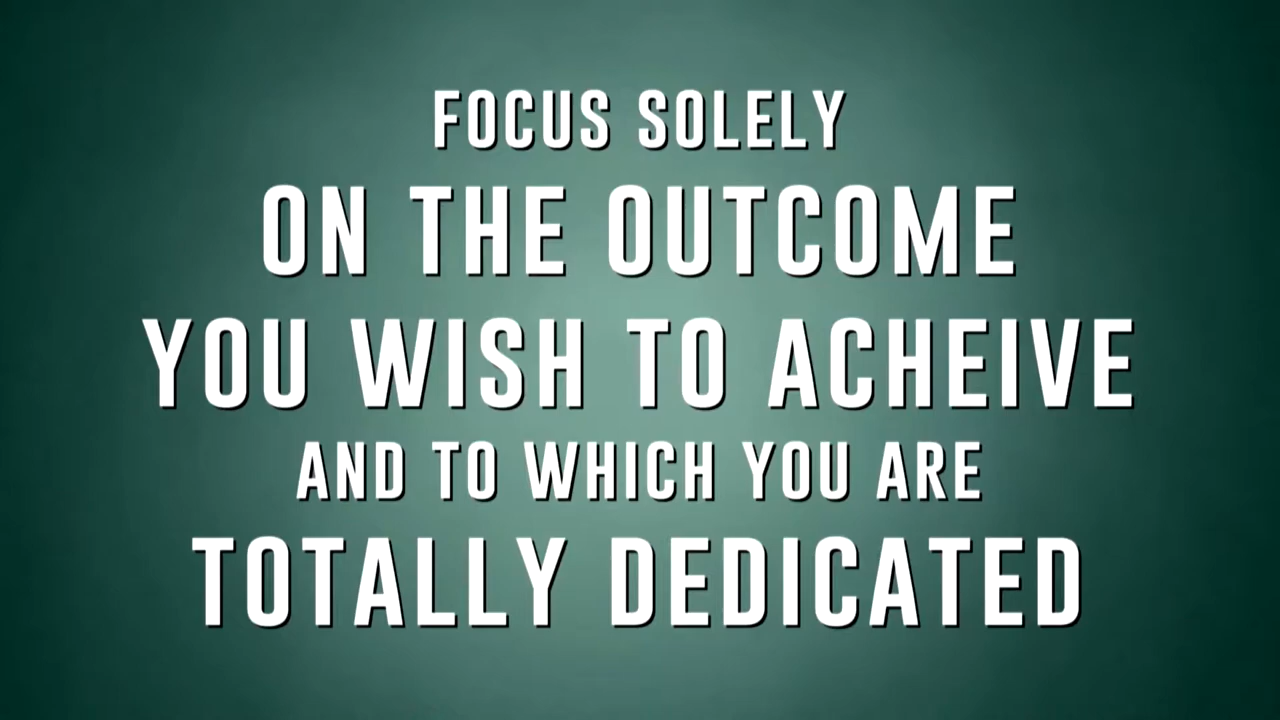 FOCUS SOLELY
ON THE OUTCOME
YOU WISH TO ACHEIVE
AND TO WHICH YOU ARE
TOTALLY DEDICATED